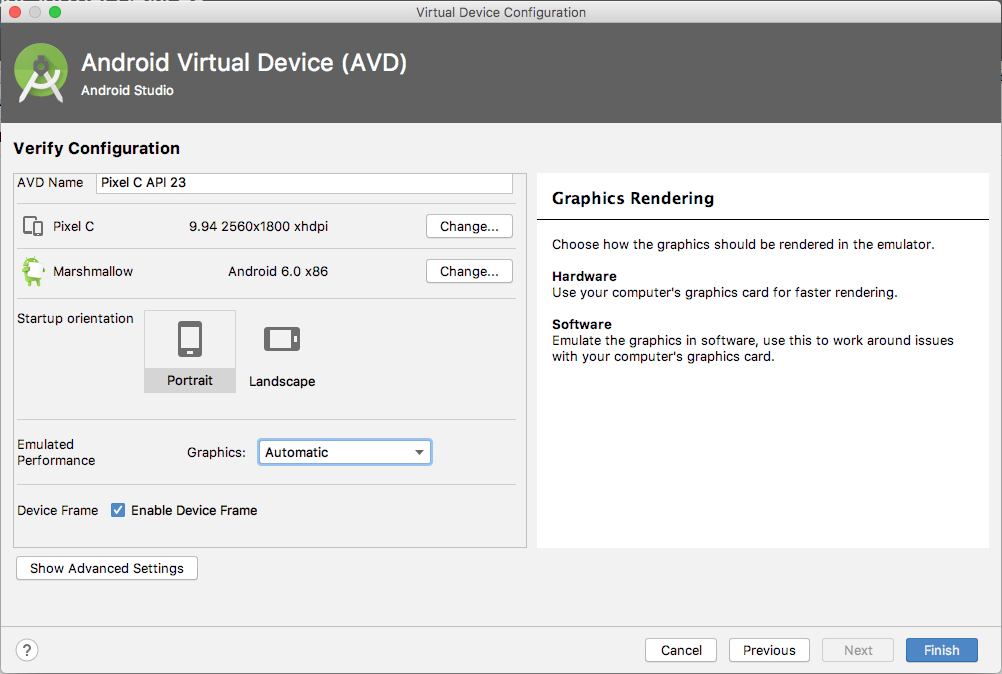 Virtual Device Configuration
Android Virtual Device (AVD)
Android Studio
Verify Configuration
AVD Name Pixel C API 23
Pixel C 9.94 2560x1800 xhdpi Change...
Marshmallow Android 6.0 x86 Change...
Startup orientation
Portrait Landscape
Emulated
Performance
Graphics: Automatic
Device Frame Enable Device Frame
Show Advanced Settings
Graphics Rendering
Choose how the graphics should be rendered in the emulator.
Hardware
Use your computer's graphics card for faster rendering.
Software
Emulate the graphics in software, use this to work around issues
with your computer's graphics card.
? Cancel Previous Next Finish